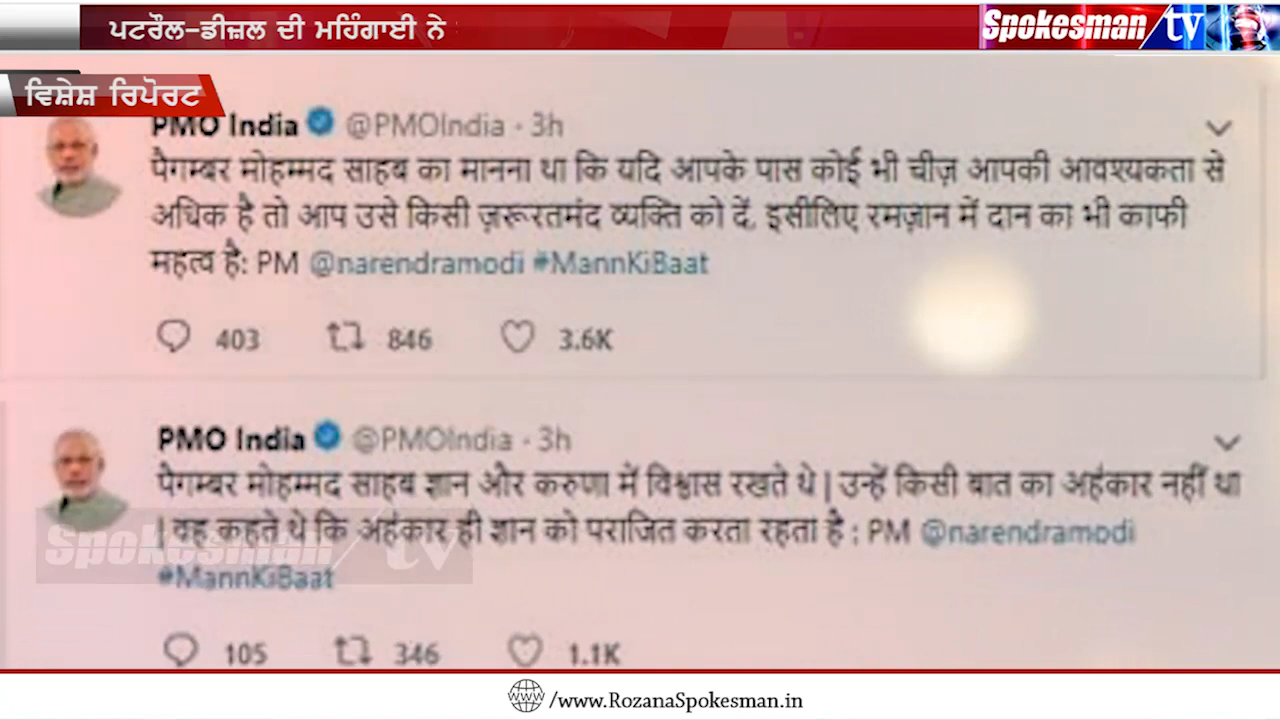 ਪਟਰੌਲ-ਡੀਜ਼ਲ ਦੀ ਮਹਿੰਗਾਈ ਨੇ
Spokesman tv
ਵਿਸ਼ੇਸ਼ ਰਿਪੋਰਟ
PMO India @PMOIndia · 3h
पैगम्बर मोहम्मद साहब का मानना था कि यदि आपके पास कोई भी चीज़ आपकी आवश्यकता से
अधिक है तो आप उसे किसी ज़रूरतमंद व्यक्ति को दें, इसीलिए रमज़ान में दान का भी काफी
महत्व है: PM @narendramodi #MannKiBaat
403 846 3.6K
PMO India @PMOIndia · 3h
पैगम्बर मोहम्मद साहब ज्ञान और करुणा में विश्वास रखते थे | उन्हें किसी बात का अहंकार नहीं था
| वह कहते थे कि अहंकार ही ज्ञान को पराजित करता रहता है : PM @narendramodi
#MannKiBaat
Spokesman tv
105 346 1.1K
www /www.RozanaSpokesman.in